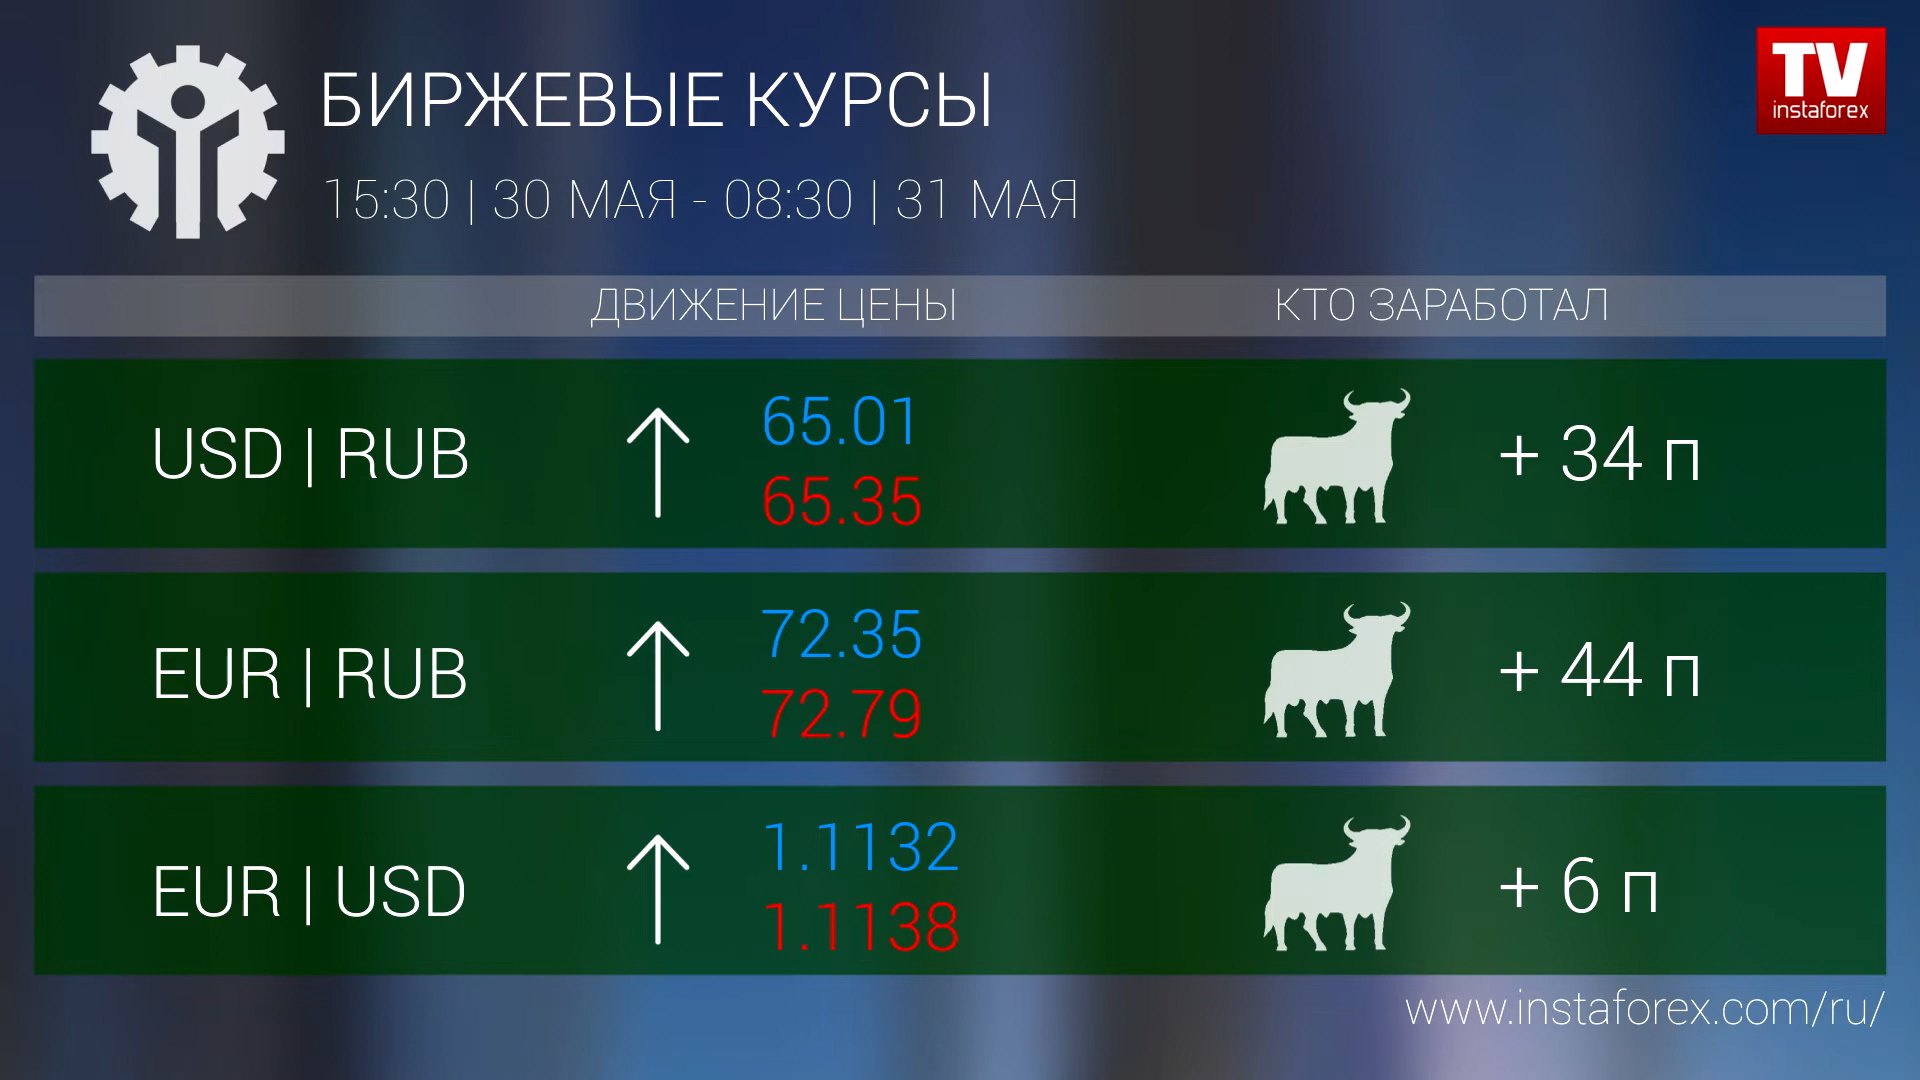 БИРЖЕВЫЕ КУРСЫ
15:30 | 30 МАЯ - 08:30 | 31 МАЯ
TV
instaforex
ДВИЖЕНИЕ ЦЕНЫ
КТО ЗАРАБОТАЛ
USD | RUB
65.01
65.35
+ 34 п
EUR | RUB
72.35
72.79
+ 44 п
EUR | USD
1.1132
1.1138
+ 6 п
www.instaforex.com/ru/